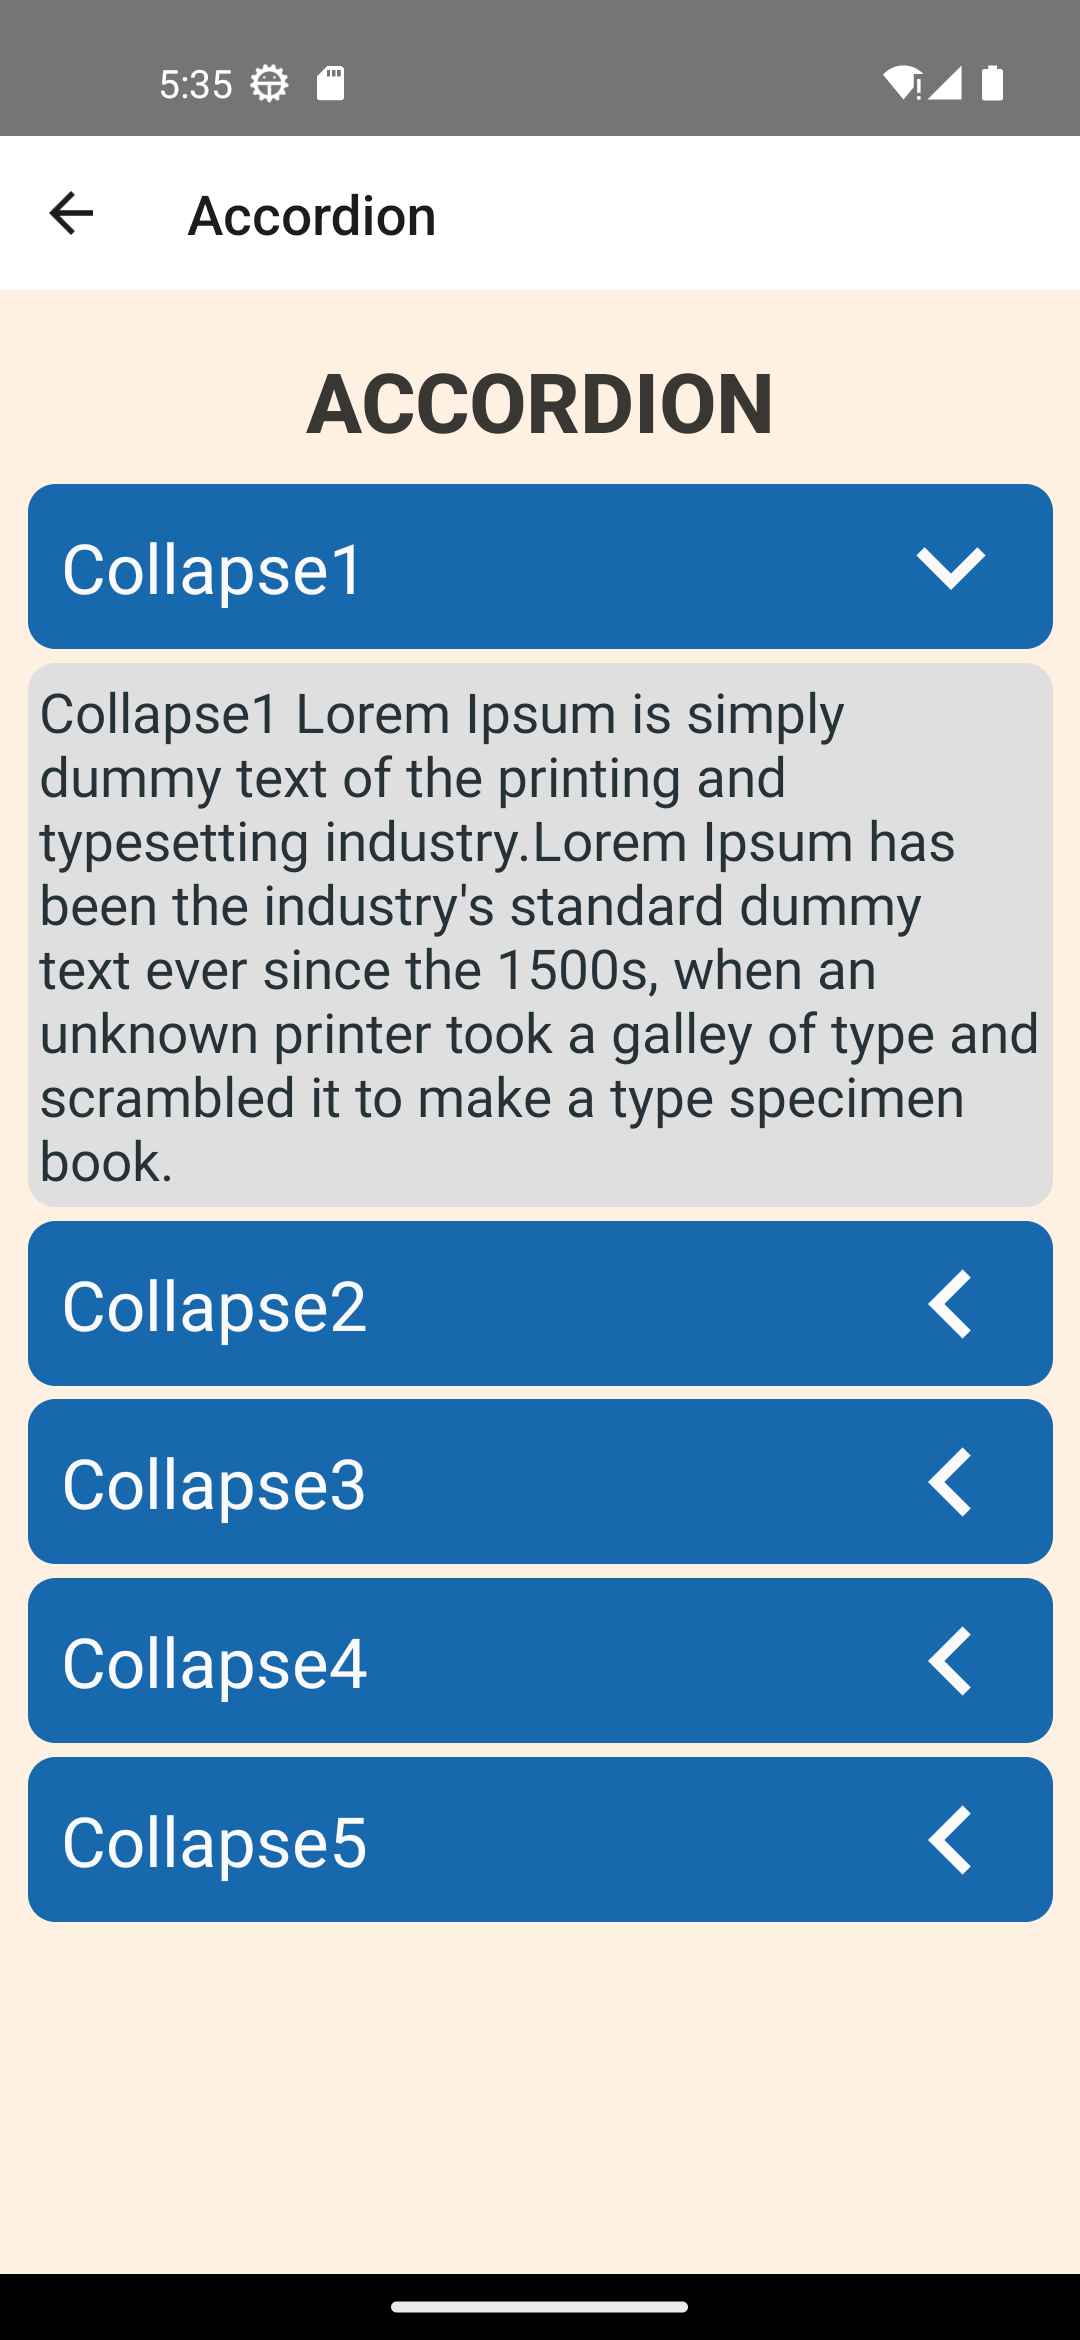 5:35
Accordion
ACCORDION
Collapse1
Collapse1 Lorem Ipsum is simply
dummy text of the printing and
typesetting industry.Lorem Ipsum has
been the industry's standard dummy
text ever since the 1500s, when an
unknown printer took a galley of type and
scrambled it to make a type specimen
book.
Collapse2
Collapse3
Collapse4
Collapse5